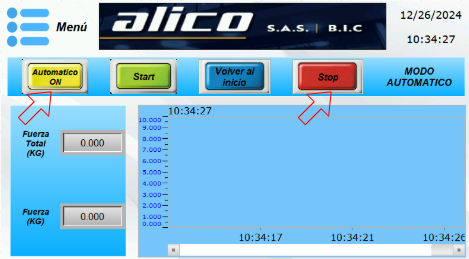 Menú
alico
S.A.S. | B.I.C
12/26/2024
10:34:27
Automatico
ON
Start
Volver al
inicio
Stop
MODO
AUTOMATICO
Fuerza
Total
(KG)
0.000
Fuerza
(KG)
0.000
10:34:27
10.000
9.000
8.000
7.000
6.000
5.000
4.000
3.000
2.000
1.000
0.000
10:34:17
10:34:21
10:34:26